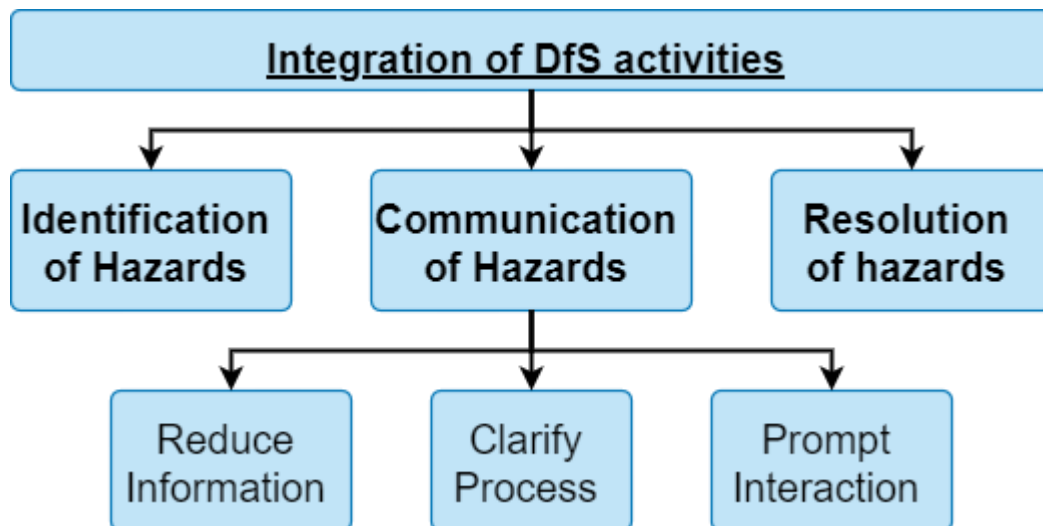 Integration of DfS activities
Identification
of Hazards
Communication
of Hazards
Resolution
of hazards
Reduce
Information
Clarify
Process
Prompt
Interaction